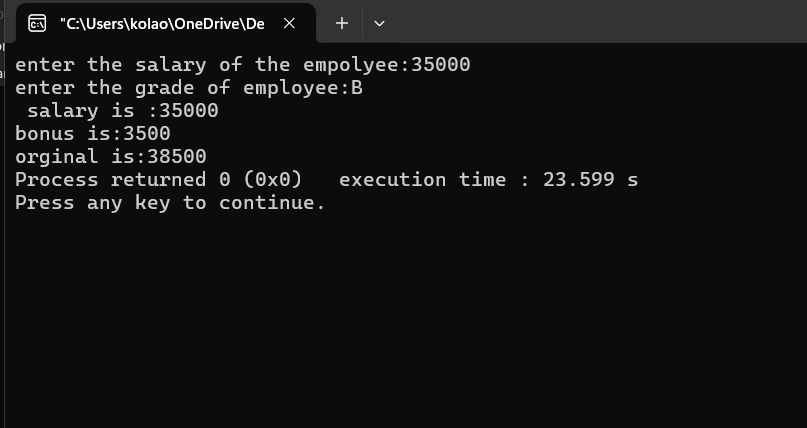 "C:\Users\kolao\OneDrive\De
enter the salary of the empolyee:35000
enter the grade of employee:B
 salary is :35000
bonus is:3500
orginal is:38500
Process returned 0 (0x0)   execution time : 23.599 s
Press any key to continue.